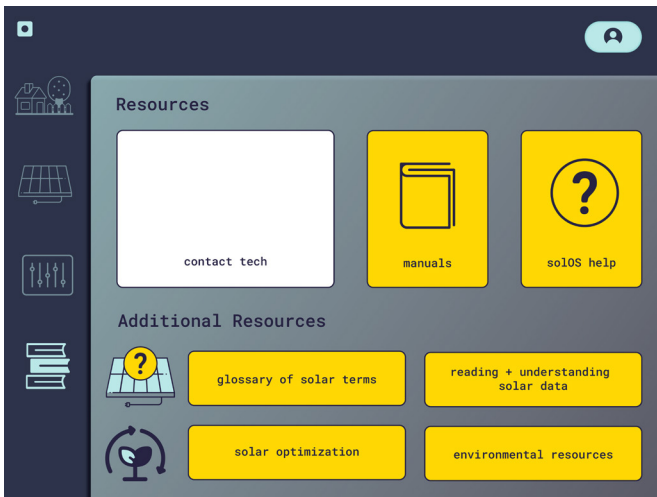 Resources
contact tech
manuals
solOS help
Additional Resources
glossary of solar terms
reading + understanding
solar data
solar optimization
environmental resources